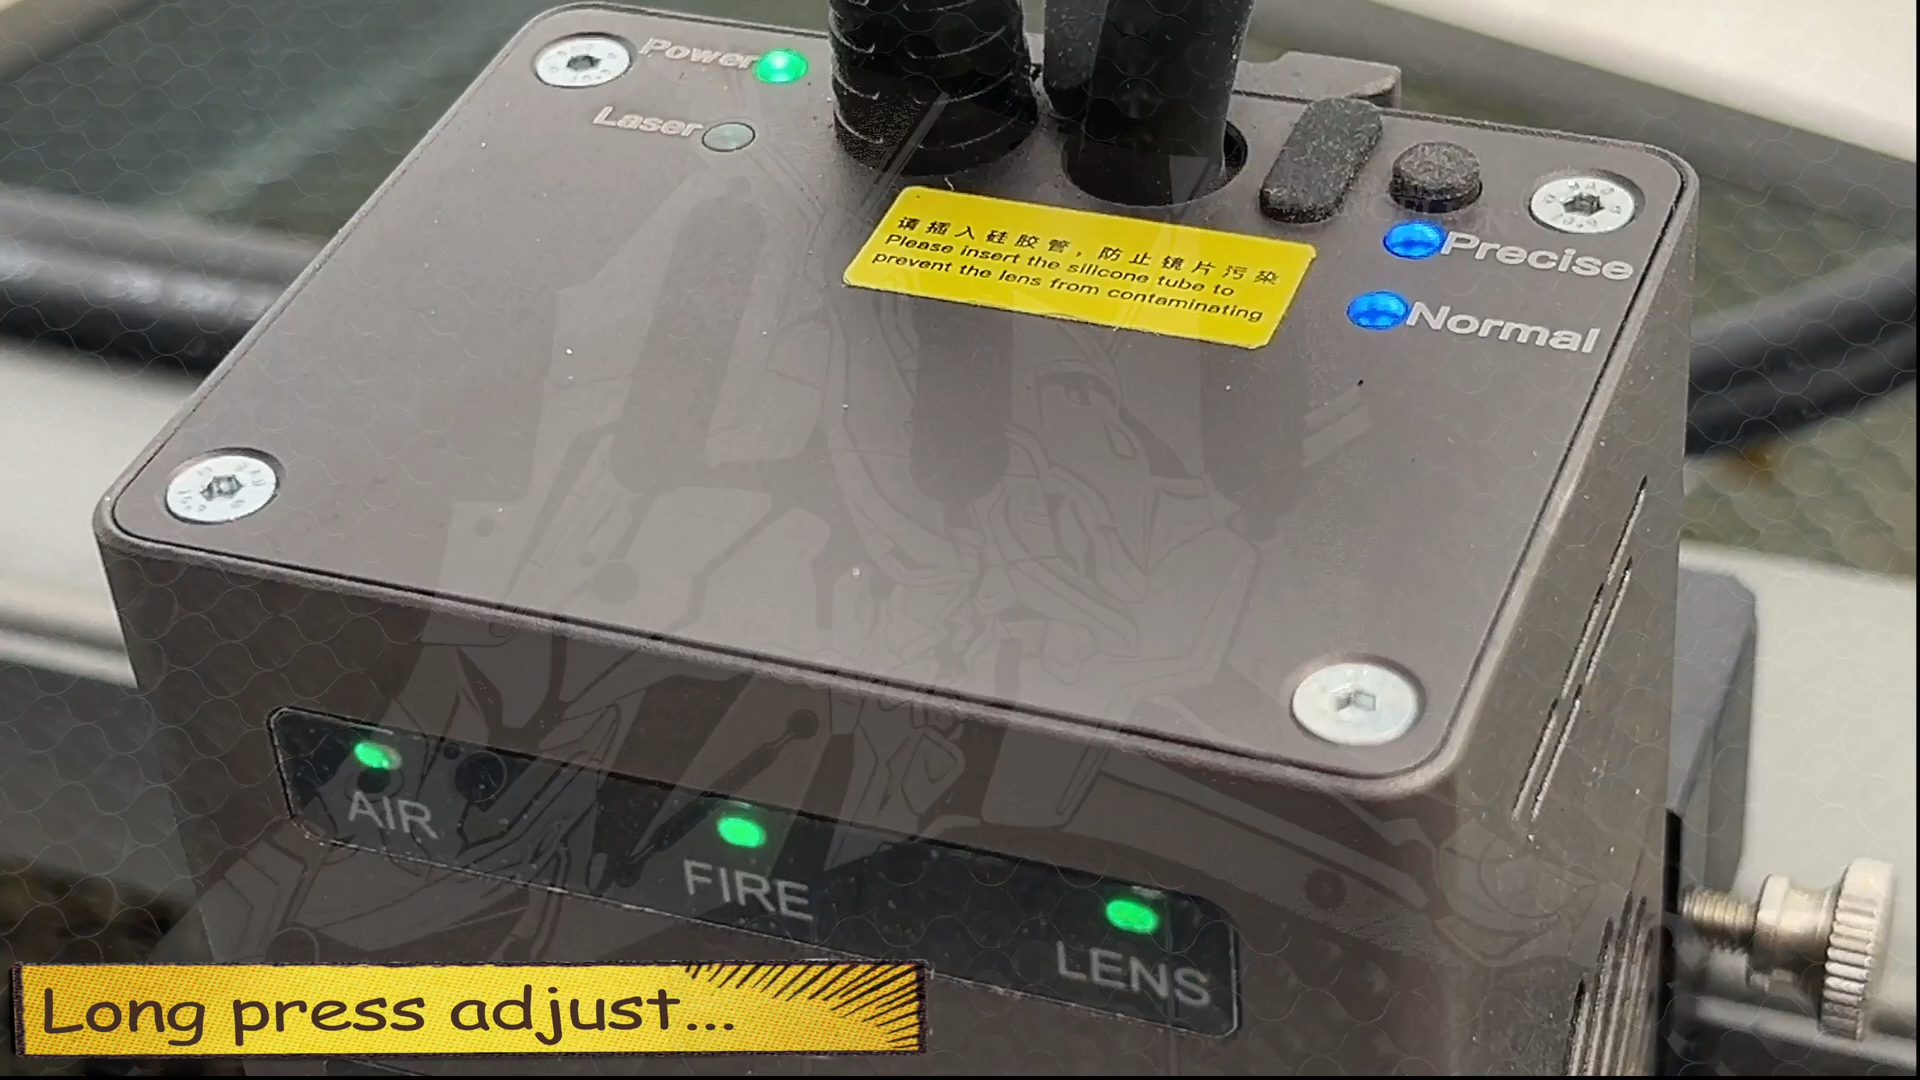 Power
Laser
请插入硅胶管，防止镜片污染
Please insert the silicone tube to
prevent the lens from contaminating
Precise
Normal
AIR
FIRE
LENS
Long press adjust...